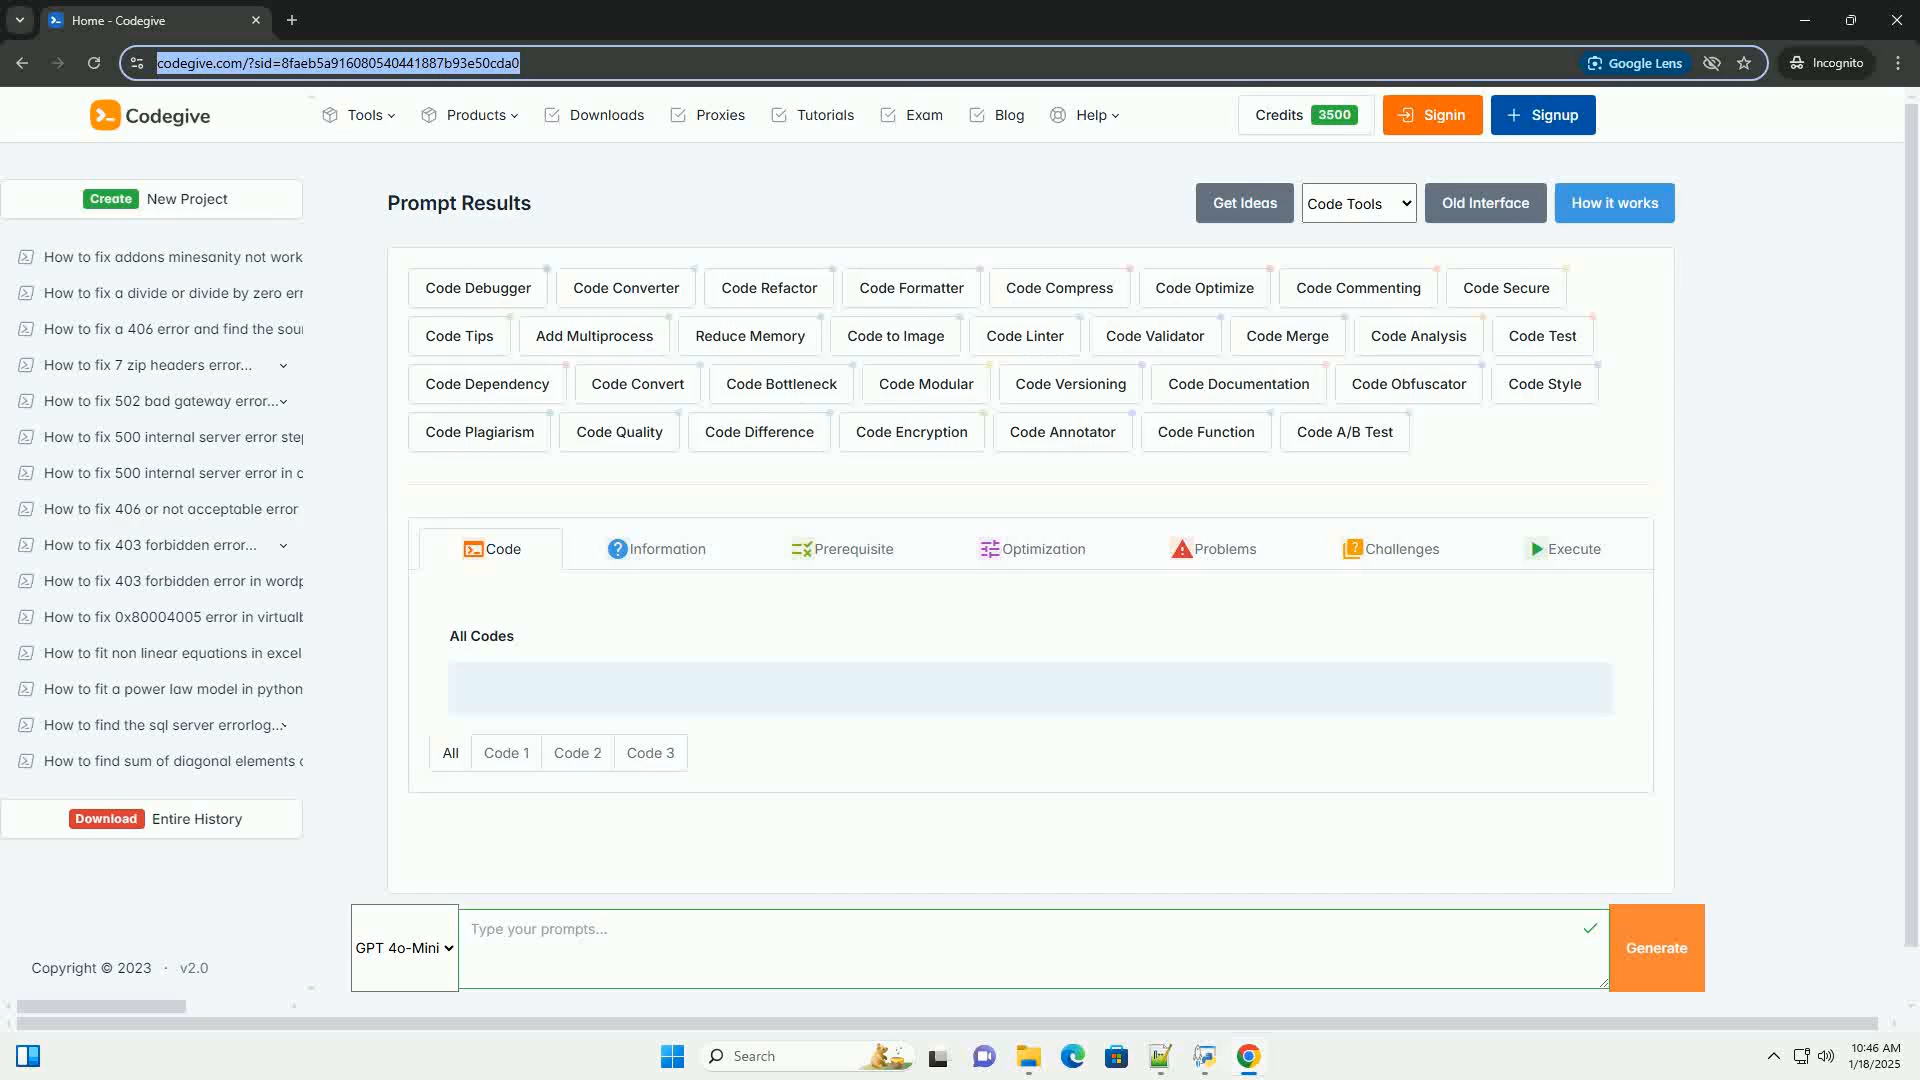 Home - Codegive
codegive.com/?sid=8faeb5a916080540441887b93e50cda0
Google Lens
Incognito
Codegive
Tools
Products
Downloads
Proxies
Tutorials
Exam
Blog
Help
Credits 3500
Signin
Signup
Create New Project
How to fix addons minesanity not work
How to fix a divide or divide by zero err
How to fix a 406 error and find the sour
How to fix 7 zip headers error...
How to fix 502 bad gateway error...
How to fix 500 internal server error step
How to fix 500 internal server error in c
How to fix 406 or not acceptable error
How to fix 403 forbidden error...
How to fix 403 forbidden error in wordp
How to fix 0x80004005 error in virtualb
How to fit non linear equations in excel
How to fit a power law model in python
How to find the sql server errorlog...
How to find sum of diagonal elements o
Download Entire History
Copyright © 2023 · v2.0
Prompt Results
Get Ideas
Code Tools
Old Interface
How it works
Code Debugger
Code Converter
Code Refactor
Code Formatter
Code Compress
Code Optimize
Code Commenting
Code Secure
Code Tips
Add Multiprocess
Reduce Memory
Code to Image
Code Linter
Code Validator
Code Merge
Code Analysis
Code Test
Code Dependency
Code Convert
Code Bottleneck
Code Modular
Code Versioning
Code Documentation
Code Obfuscator
Code Style
Code Plagiarism
Code Quality
Code Difference
Code Encryption
Code Annotator
Code Function
Code A/B Test
Code
Information
Prerequisite
Optimization
Problems
Challenges
Execute
All Codes
All
Code 1
Code 2
Code 3
GPT 4o-Mini
Type your prompts...
Generate
Search
10:46 AM
1/18/2025